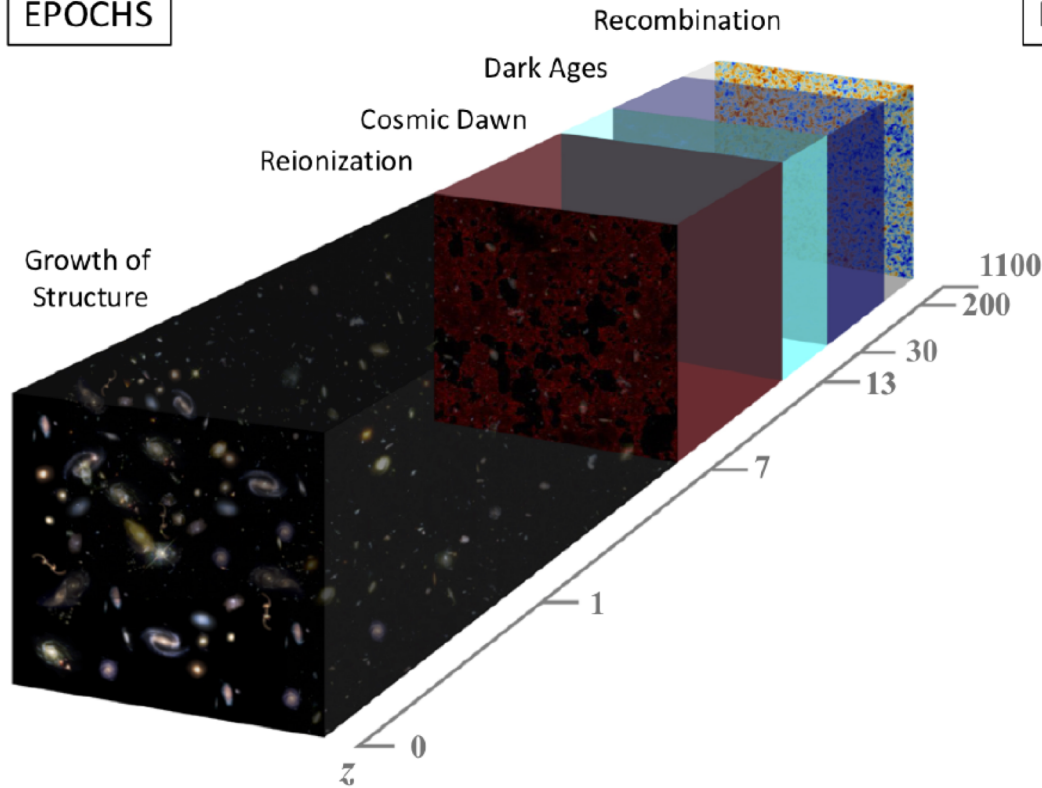 EPOCHS
Recombination
Dark Ages
Cosmic Dawn
Reionization
Growth of
Structure
1100
200
30
13
7
1
0
z